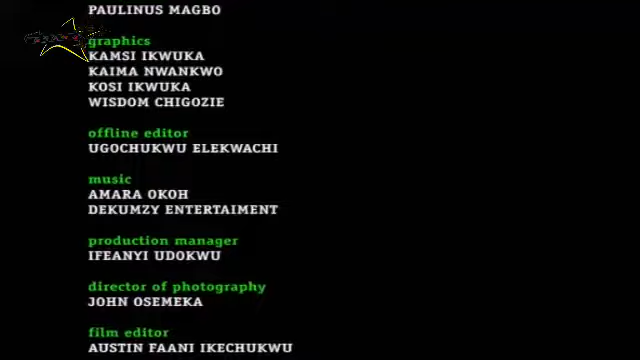 PAULINUS MAGBO
graphics
KAMSI IKWUKA
KAIMA NWANKWO
KOSI IKWUKA
WISDOM CHIGOZIE
offline editor
UGOCHUKWU ELEKWACHI
music
AMARA OKOH
DEKUMZY ENTERTAIMENT
production manager
IFEANYI UDOKWU
director of photography
JOHN OSEMEKA
film editor
AUSTIN FAANI IKECHUKWU